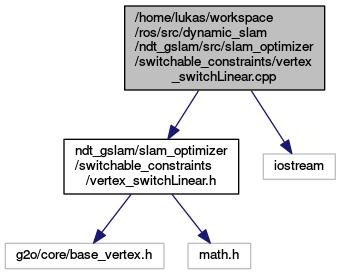 /home/lukas/workspace
/ros/src/dynamic_slam
/ndt_gslam/src/slam_optimizer
/switchable_constraints/vertex
_switchLinear.cpp
ndt_gslam/slam_optimizer
/switchable_constraints
/vertex_switchLinear.h
iostream
g2o/core/base_vertex.h
math.h